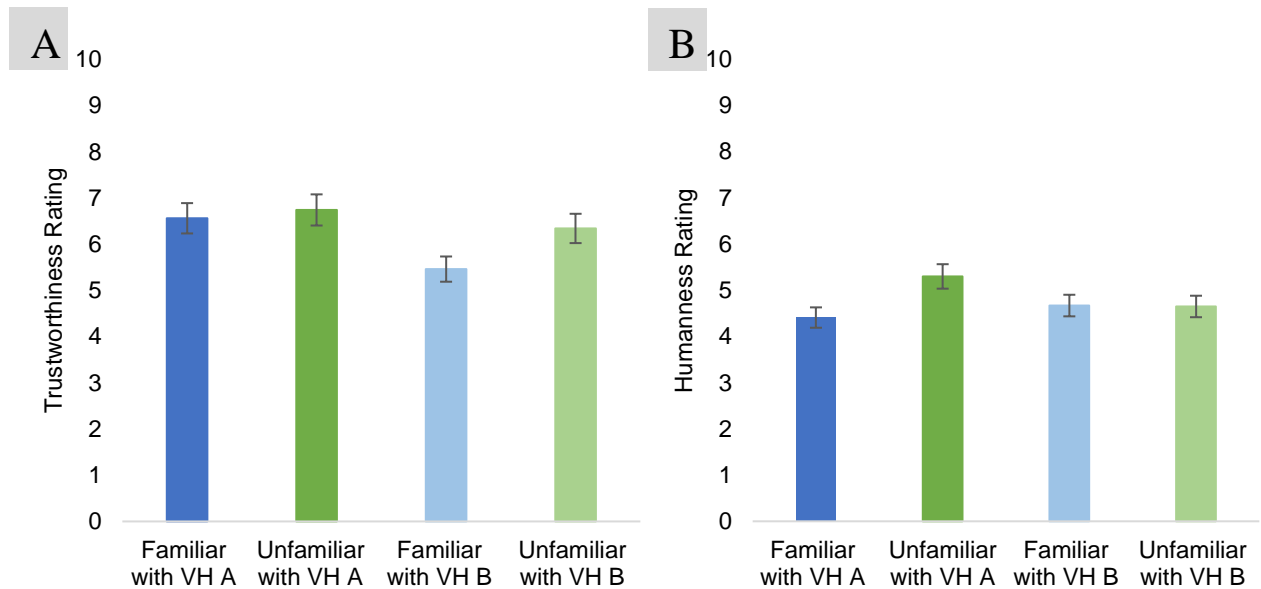 A
10
9
8
7
6
5
4
3
2
1
0
Trustworthiness Rating
Familiar
with VH A
Unfamiliar
with VH A
Familiar
with VH B
Unfamiliar
with VH B
B
10
9
8
7
6
5
4
3
2
1
0
Humanness Rating
Familiar
with VH A
Unfamiliar
with VH A
Familiar
with VH B
Unfamiliar
with VH B